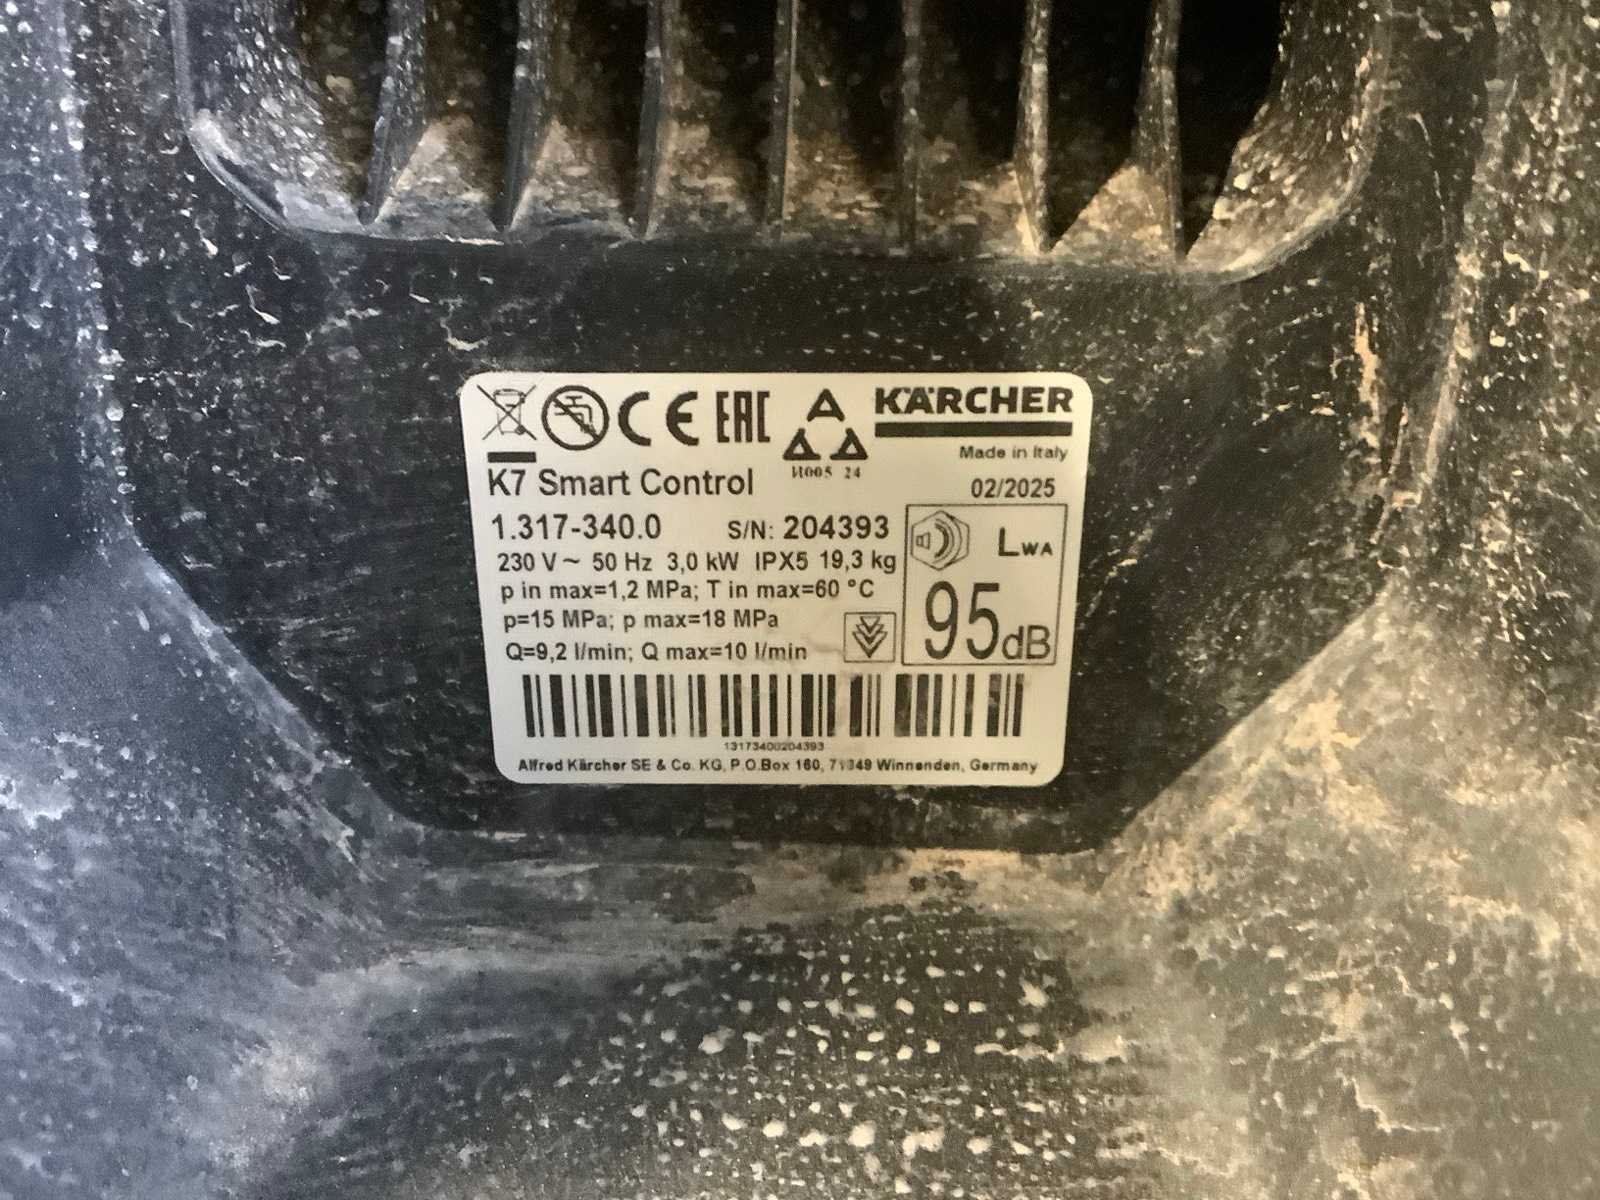 CE EAC KÄRCHER
Made in Italy
И005 24
K7 Smart Control
02/2025
1.317-340.0 S/N: 204393
230 V ~ 50 Hz 3,0 kW IPX5 19,3 kg
p in max=1,2 MPa; T in max=60 °C
p=15 MPa; p max=18 MPa
Q=9,2 l/min; Q max=10 l/min
LWA
95dB
13173400204393
Alfred Kärcher SE & Co. KG, P.O.Box 160, 71349 Winnenden, Germany